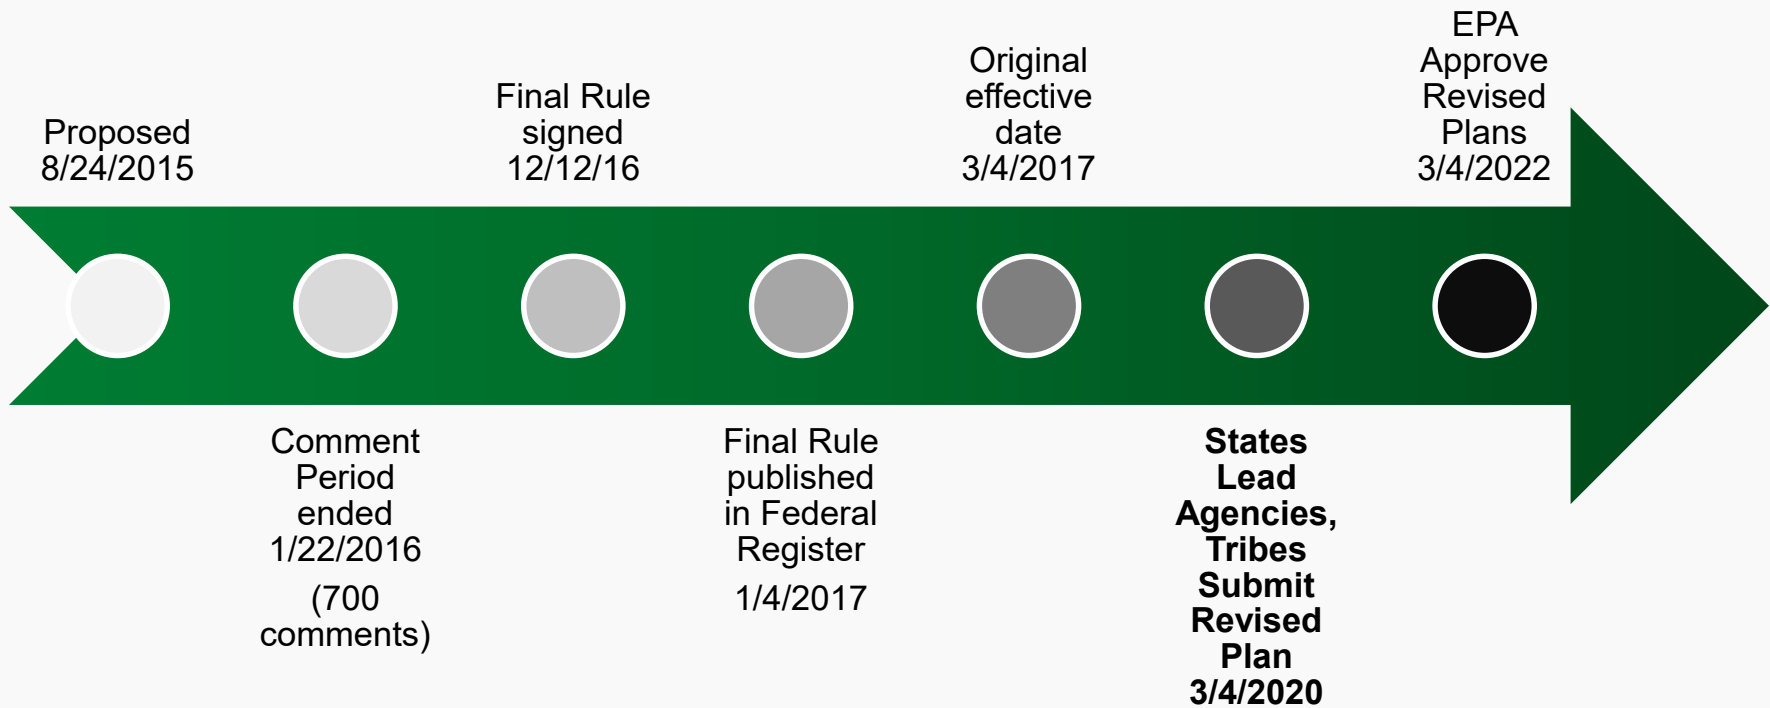 Proposed
8/24/2015
Comment
Period
ended
1/22/2016
(700
comments)
Final Rule
signed
12/12/16
Final Rule
published
in Federal
Register
1/4/2017
Original
effective
date
3/4/2017
States
Lead
Agencies,
Tribes
Submit
Revised
Plan
3/4/2020
EPA
Approve
Revised
Plans
3/4/2022